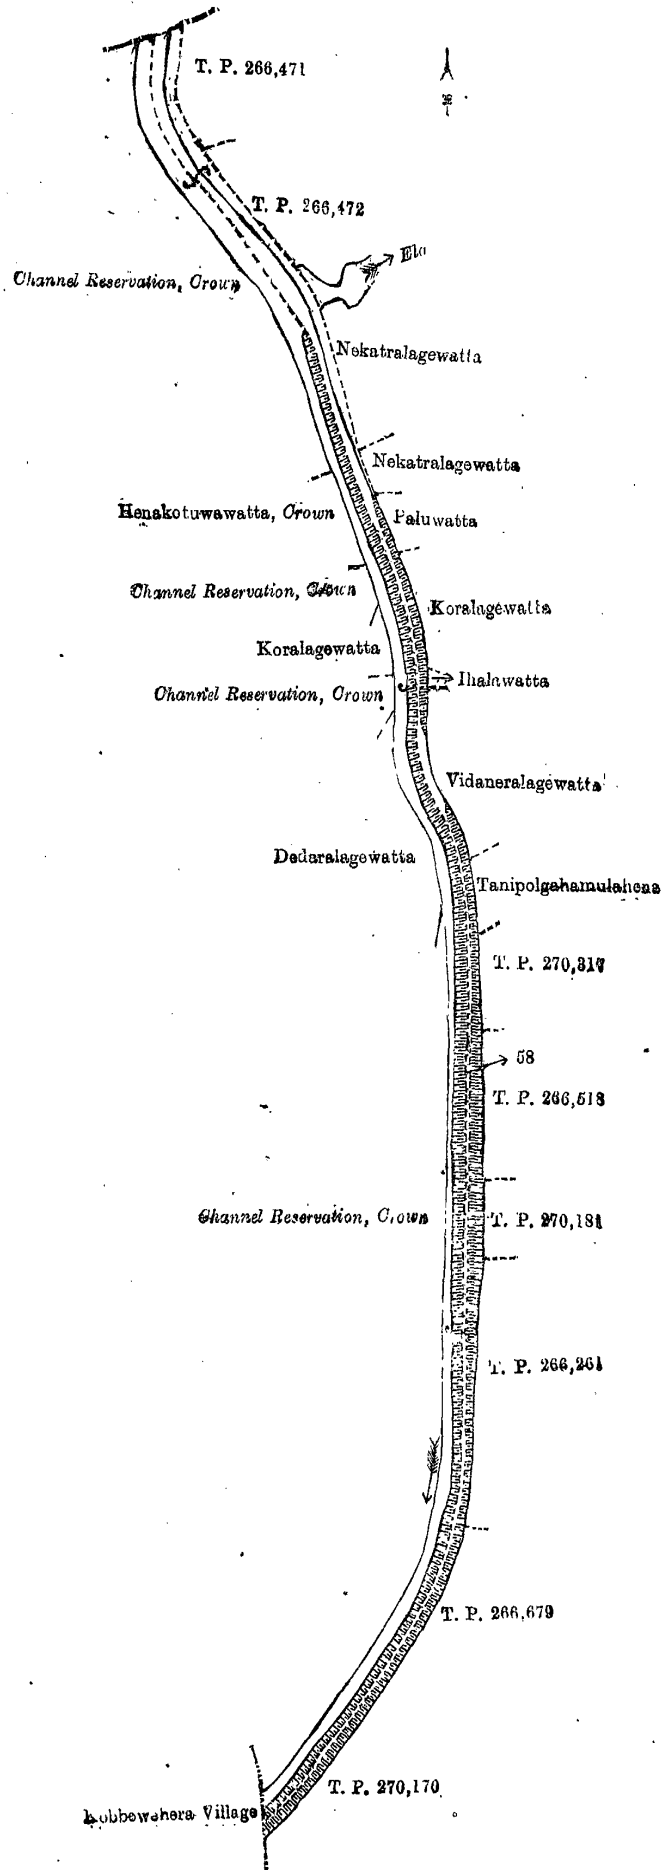 T. P. 266,471
N
T. P. 266,472
Ela
Channel Reservation, Crown
Nekatralagewatta
Nekatralagewatta
Henakotuwawatta, Crown
Paluwatta
Channel Reservation, Crown
Koralagewatta
Koralagewatta
Ihalawatta
Channel Reservation, Crown
Vidaneralagewatta
Dedaralagewatta
Tanipolgahamulahena
T. P. 270,317
58
T. P. 266,518
Channel Reservation, Crown
T. P. 270,181
T. P. 266,261
T. P. 266,679
T. P. 270,170
Village